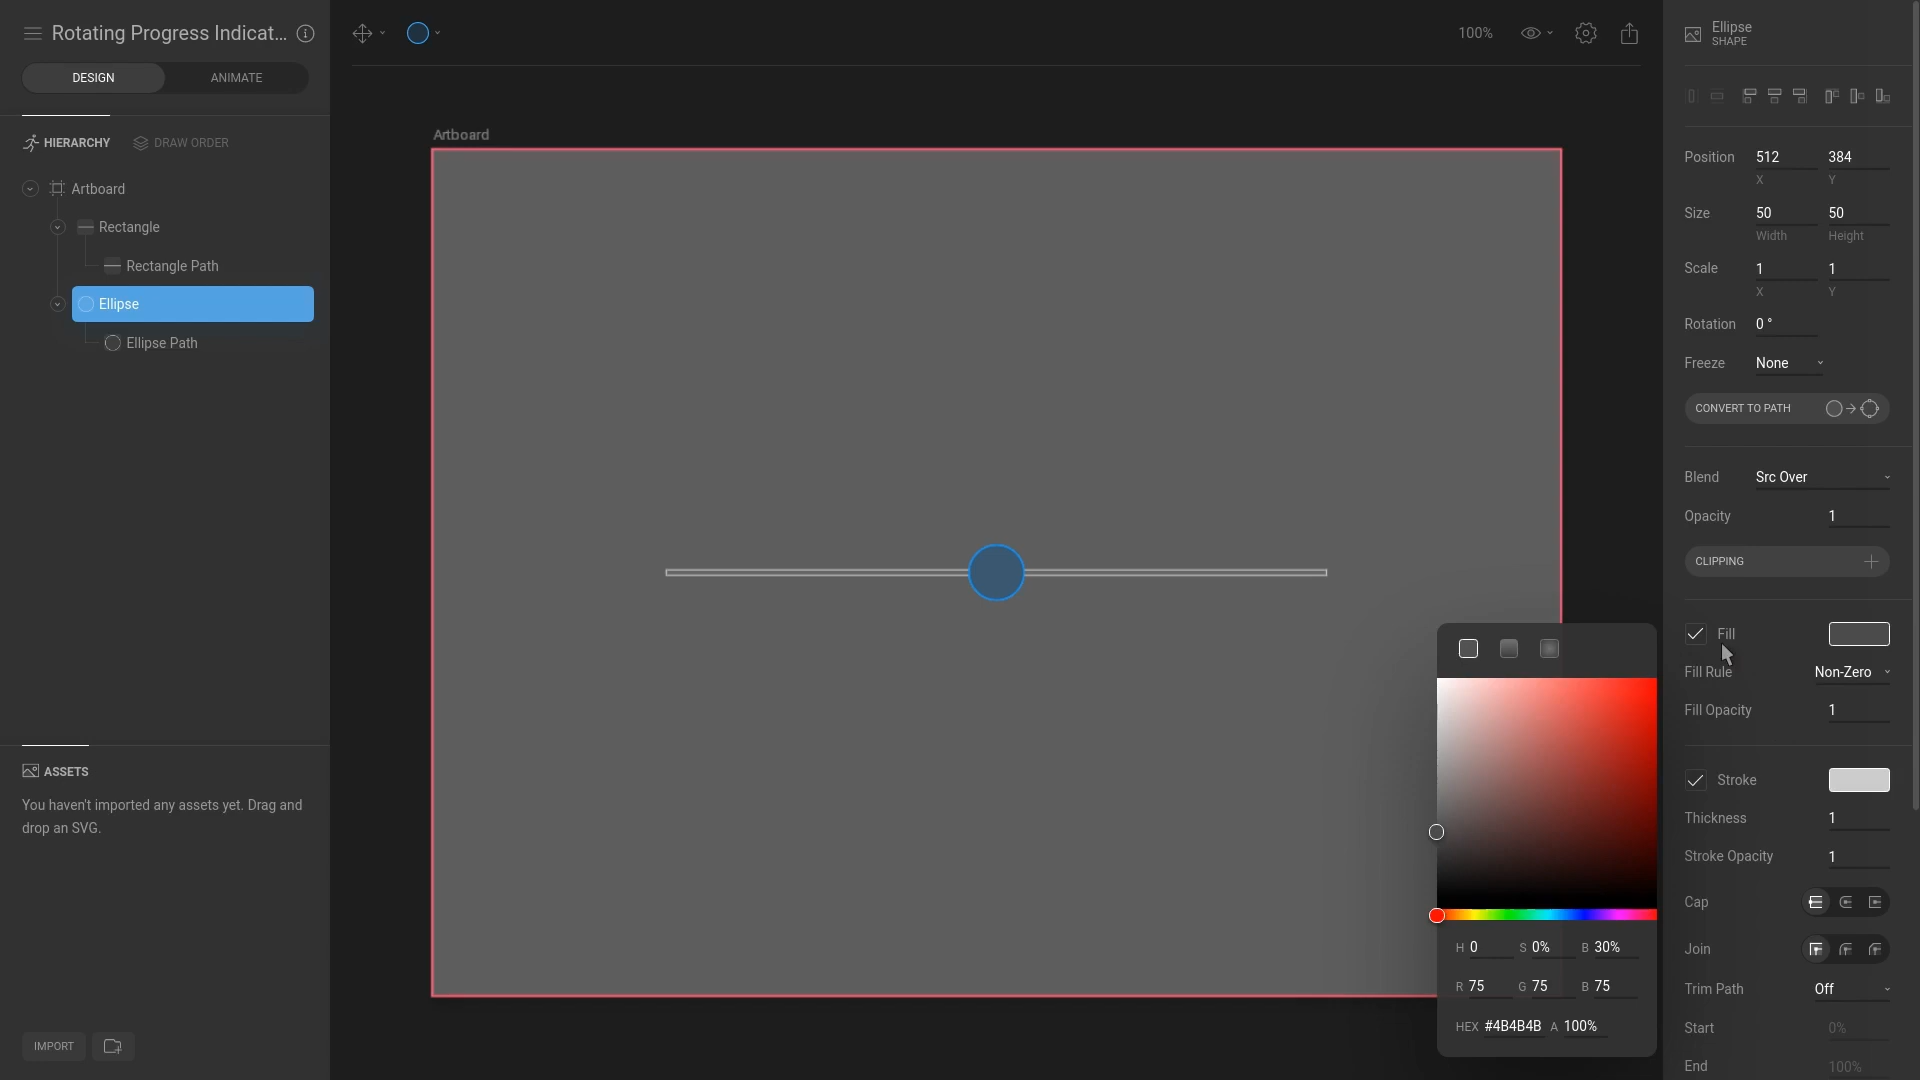 Rotating Progress Indicat...
DESIGN
ANIMATE
HIERARCHY
DRAW ORDER
Artboard
Rectangle
Rectangle Path
Ellipse
Ellipse Path
ASSETS
You haven't imported any assets yet. Drag and
drop an SVG.
IMPORT
100%
Artboard
Ellipse
SHAPE
Position 512 384
X Y
Size 50 50
Width Height
Scale 1 1
X Y
Rotation 0 °
Freeze None
CONVERT TO PATH
Blend Src Over
Opacity 1
CLIPPING
Fill
Fill Rule Non-Zero
Fill Opacity 1
Stroke
Thickness 1
Stroke Opacity 1
Cap
Join
Trim Path Off
Start 0%
End 100%
H 0 S 0% B 30%
R 75 G 75 B 75
HEX #4B4B4B A 100%